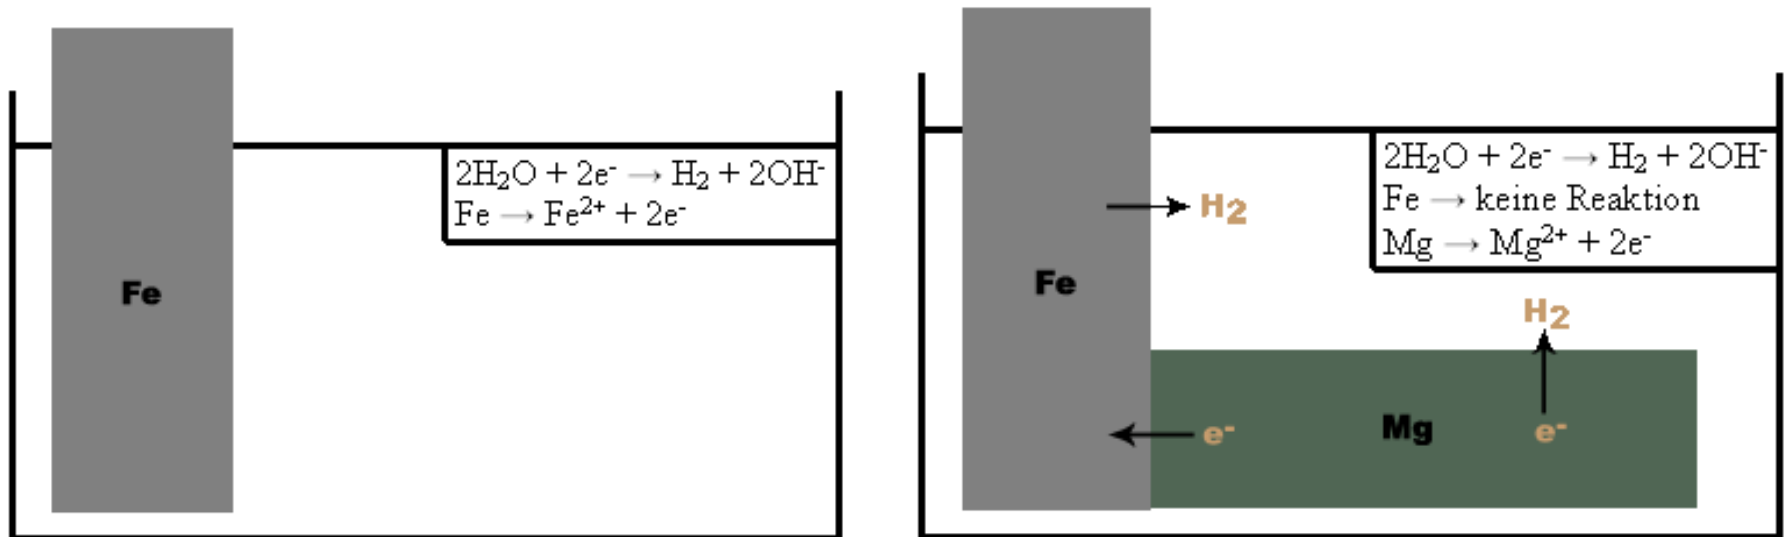 2H₂O + 2e⁻ → H₂ + 2OH⁻
Fe → Fe²⁺ + 2e⁻
Fe
2H₂O + 2e⁻ → H₂ + 2OH⁻
Fe → keine Reaktion
Mg → Mg²⁺ + 2e⁻
H₂
Fe
H₂
Mg
e⁻
e⁻